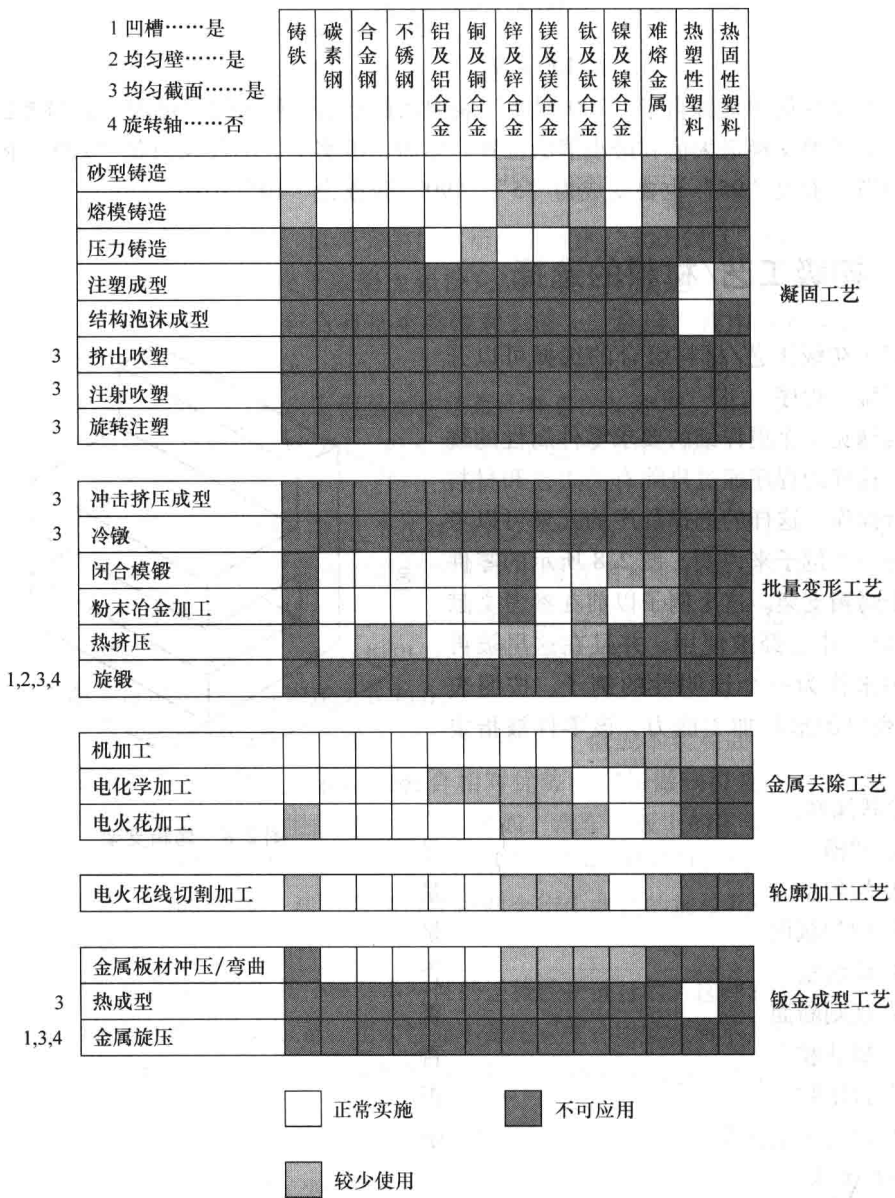 1 凹槽……是
2 均匀壁……是
3 均匀截面……是
4 旋转轴……否
铸铁
碳素钢
合金钢
不锈钢
铝及铝合金
铜及铜合金
锌及锌合金
镁及镁合金
钛及钛合金
镍及镍合金
难熔金属
热塑性塑料
热固性塑料
砂型铸造
熔模铸造
压力铸造
注塑成型
结构泡沫成型
3 挤出吹塑
3 注射吹塑
3 旋转注塑
凝固工艺
3 冲击挤压成型
3 冷镦
闭合模锻
粉末冶金加工
热挤压
1,2,3,4 旋锻
批量变形工艺
机加工
电化学加工
电火花加工
金属去除工艺
电火花线切割加工
轮廓加工工艺
金属板材冲压/弯曲
3 热成型
1,3,4 金属旋压
钣金成型工艺
正常实施
不可应用
较少使用